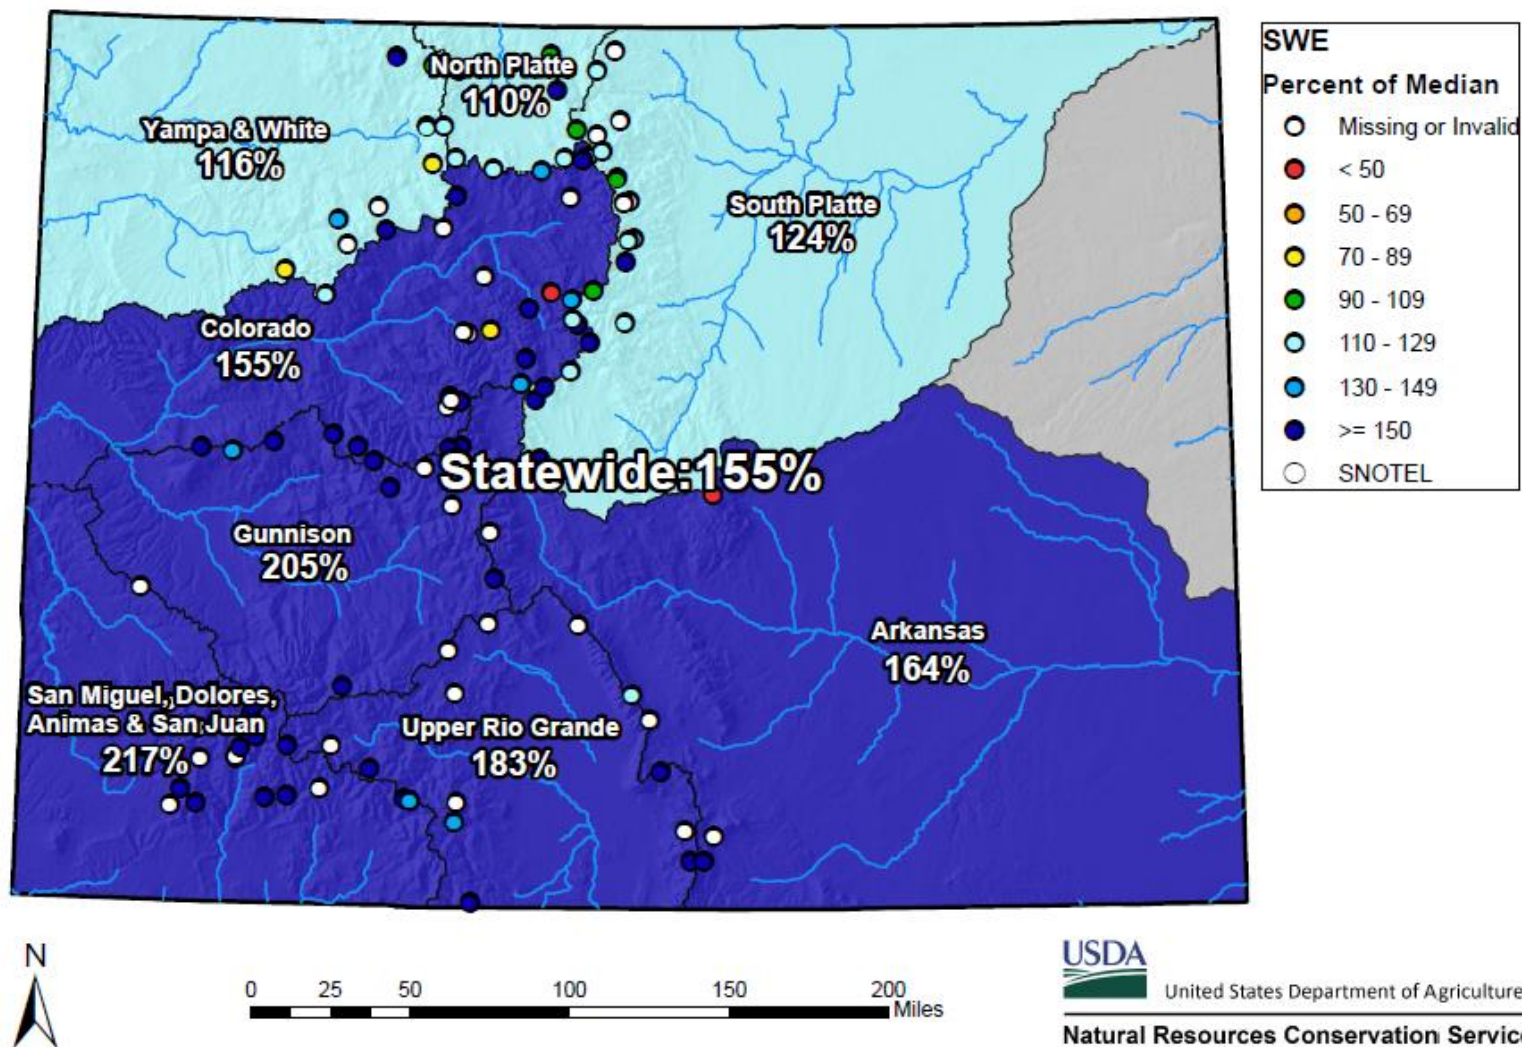 North Platte
110%
Yampa & White
116%
South Platte
124%
Colorado
155%
Statewide:155%
Gunnison
205%
Arkansas
164%
San Miguel, Dolores,
Animas & San Juan
217%
Upper Rio Grande
183%
SWE
Percent of Median
Missing or Invalid
< 50
50 - 69
70 - 89
90 - 109
110 - 129
130 - 149
>= 150
SNOTEL
N
0 25 50 100 150 200
Miles
USDA
United States Department of Agriculture
Natural Resources Conservation Servic